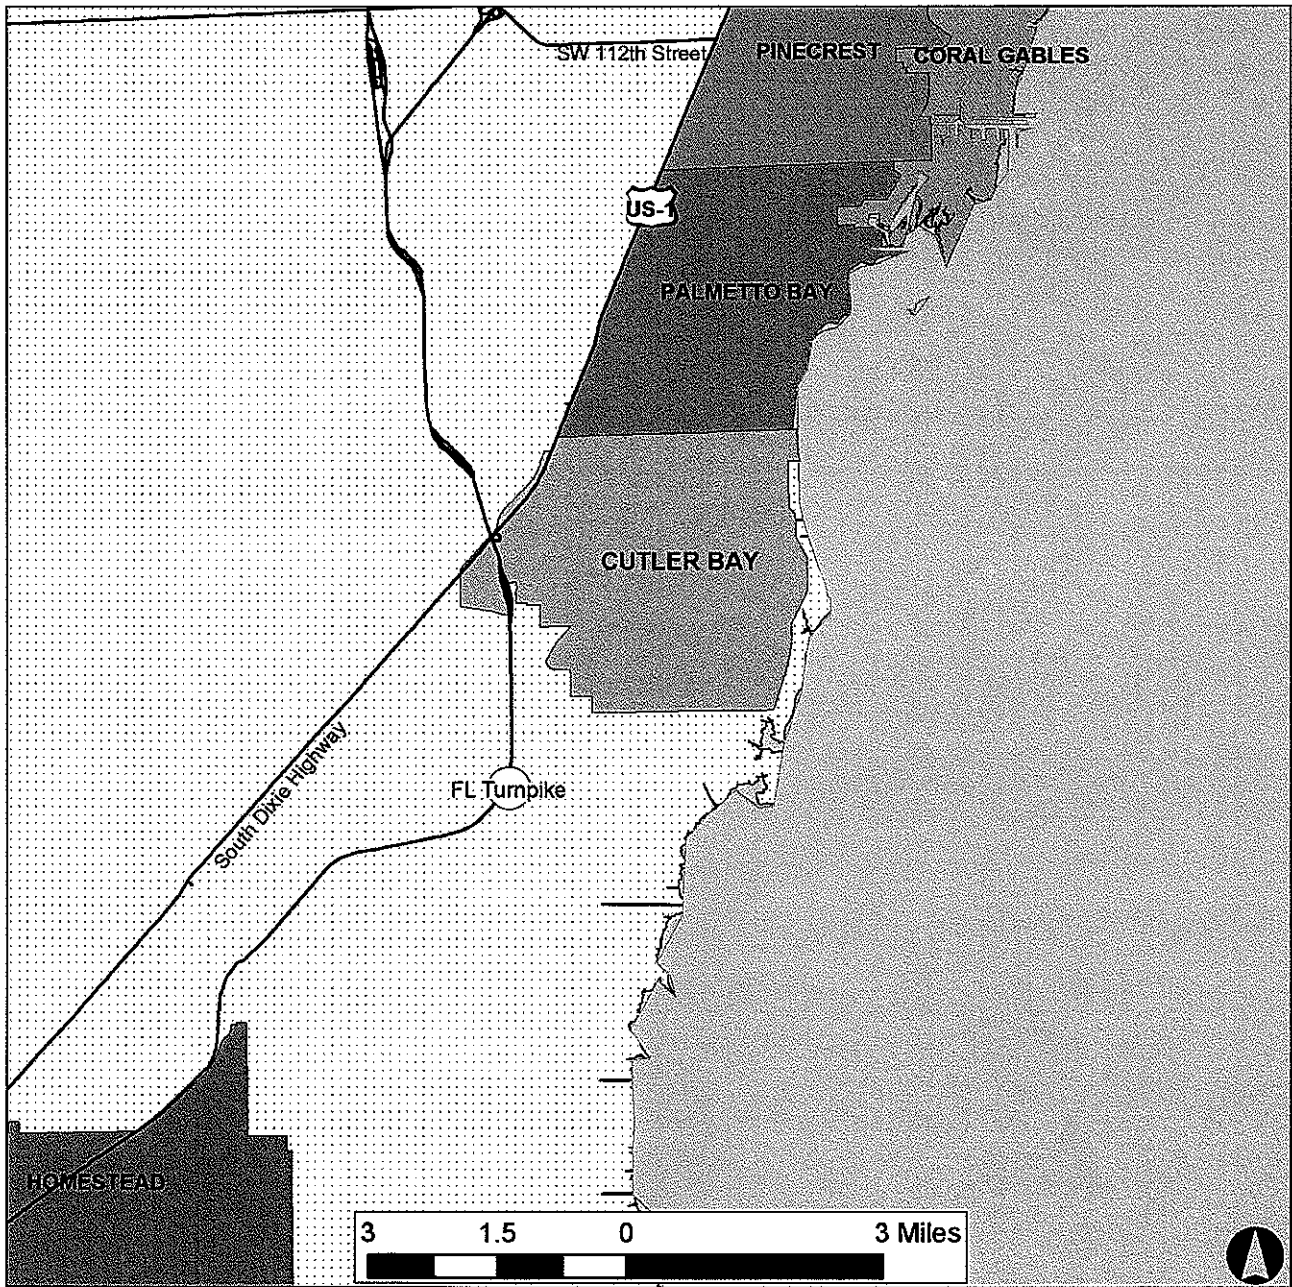 SW 112th Street
PINECREST
CORAL GABLES
US-1
PALMETTO BAY
CUTLER BAY
South Dixie Highway
FL Turnpike
HOMESTEAD
3 1.5 0 3 Miles